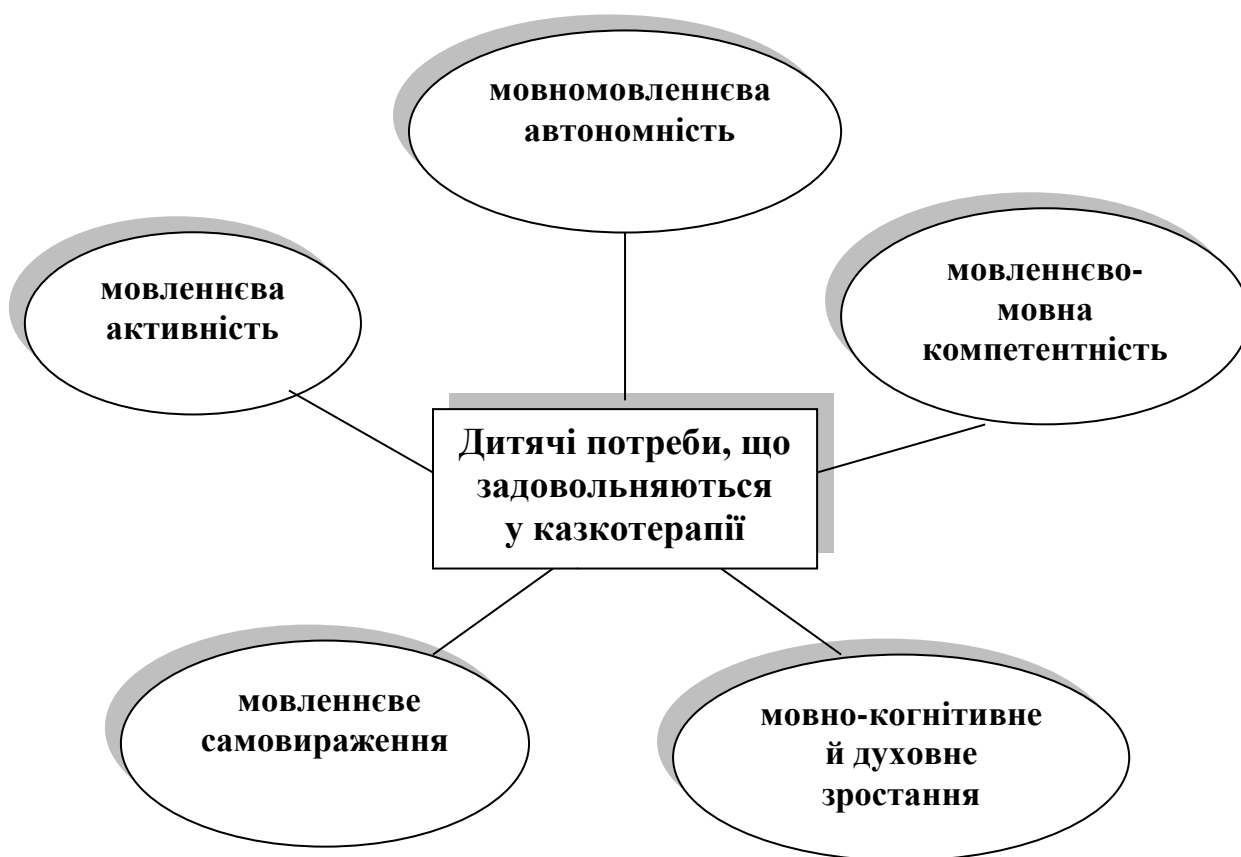 мовномовленнєва
автономність
мовленнєва
активність
мовленнєво-
мовна
компетентність
Дитячі потреби, що
задовольняються
у казкотерапії
мовленнєве
самовираження
мовно-когнітивне
й духовне
зростання